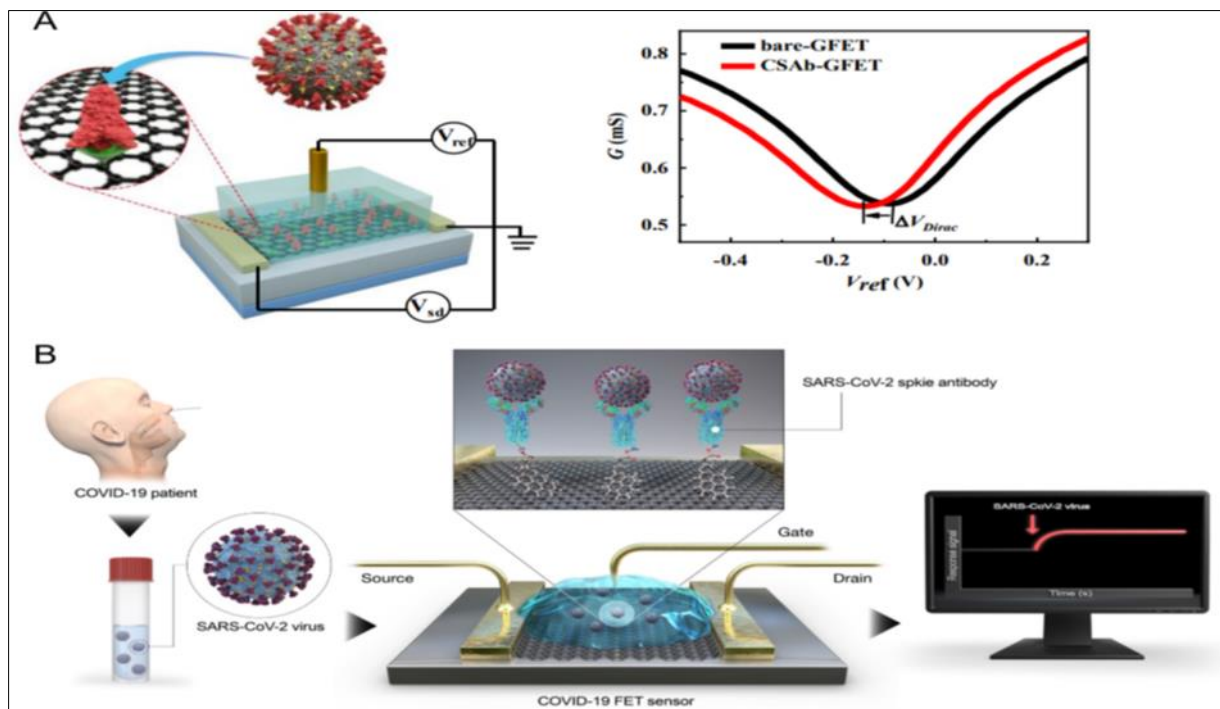 A
V_ref
V_sd
bare-GFET
CSAb-GFET
0.8
0.7
0.6
0.5
G (mS)
ΔV_Dirac
-0.4
-0.2
0.0
0.2
V_ref (V)
B
SARS-CoV-2 spkie antibody
COVID-19 patient
SARS-CoV-2 virus
Source
Gate
Drain
COVID-19 FET sensor
SARS-CoV-2 virus
Response signal
Time (s)